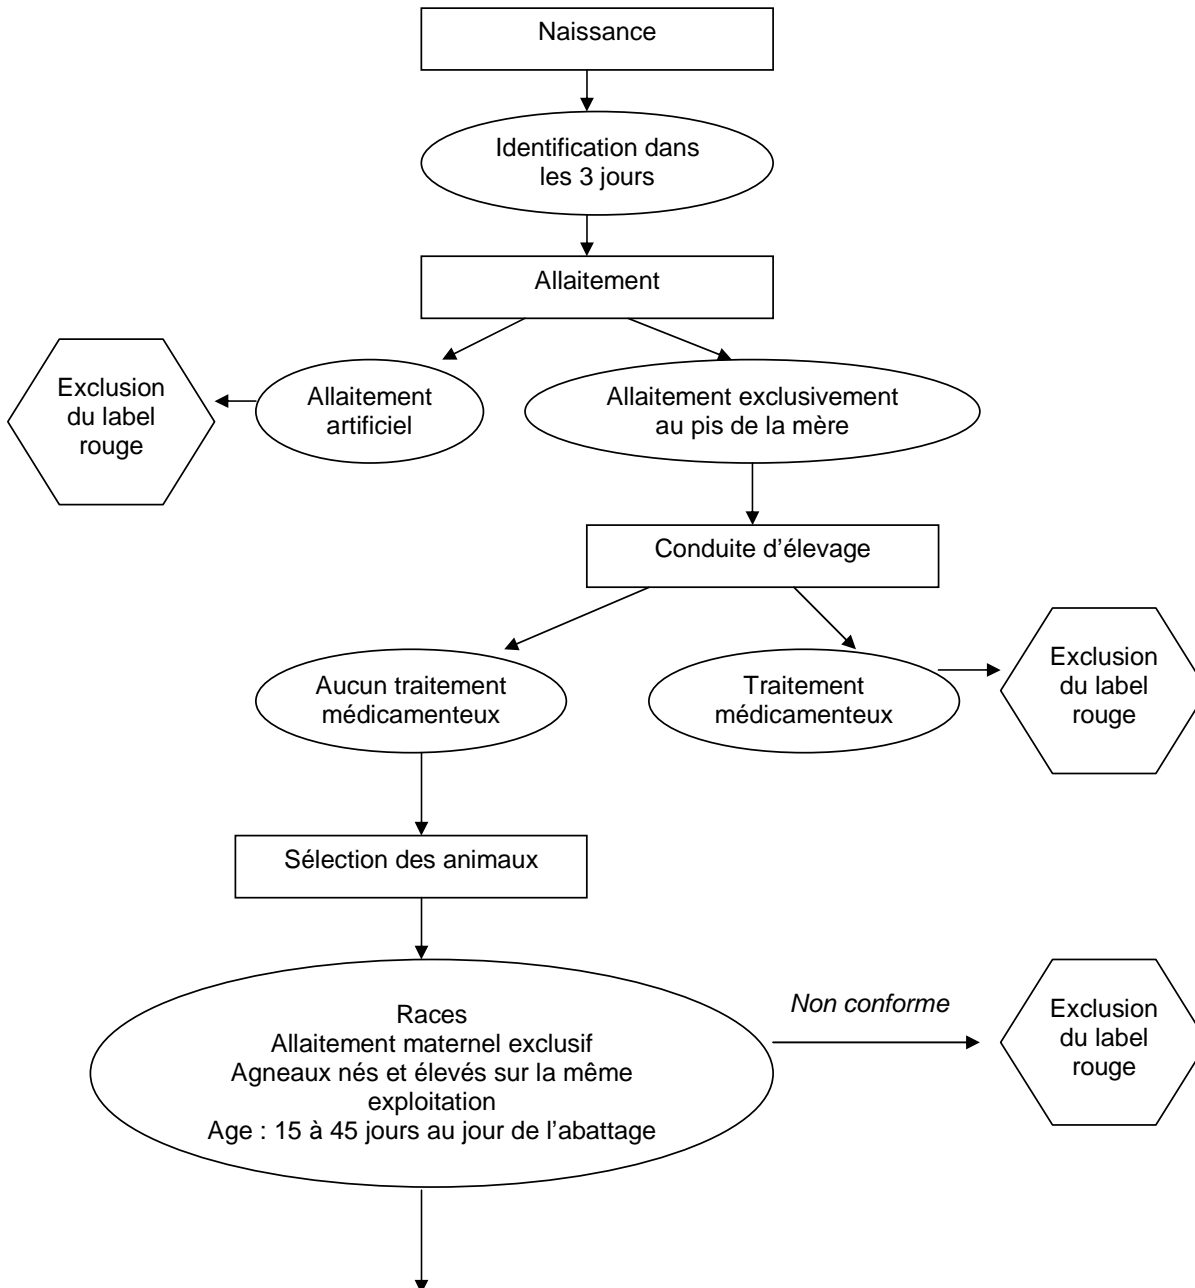 Naissance
Identification dans
les 3 jours
Allaitement
Exclusion
du label
rouge
Allaitement
artificiel
Allaitement exclusivement
au pis de la mère
Conduite d’élevage
Aucun traitement
médicamenteux
Traitement
médicamenteux
Exclusion
du label
rouge
Sélection des animaux
Races
Allaitement maternel exclusif
Agneaux nés et élevés sur la même
exploitation
Age : 15 à 45 jours au jour de l’abattage
Non conforme
Exclusion
du label
rouge